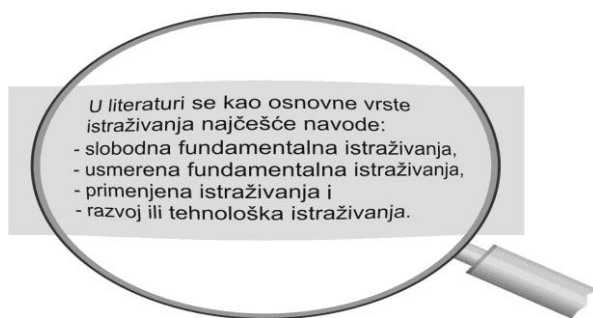 U literaturi se kao osnovne vrste
istraživanja najčešće navode:
- slobodna fundamentalna istraživanja,
- usmerena fundamentalna istraživanja,
- primenjena istraživanja i
- razvoj ili tehnološka istraživanja.